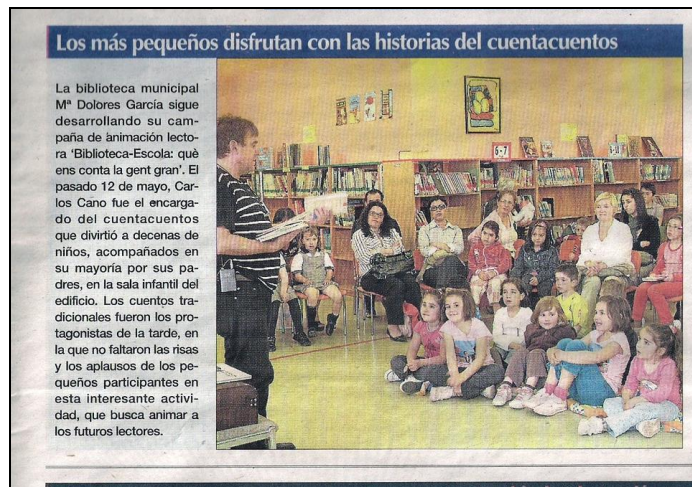 Los más pequeños disfrutan con las historias del cuentacuentos
La biblioteca municipal
Mª Dolores García sigue
desarrollando su cam-
paña de animación lecto-
ra ‘Biblioteca-Escola: què
ens conta la gent gran’. El
pasado 12 de mayo, Car-
los Cano fue el encarga-
do del cuentacuentos
que divirtió a decenas de
niños, acompañados en
su mayoría por sus pa-
dres, en la sala infantil del
edificio. Los cuentos tra-
dicionales fueron los pro-
tagonistas de la tarde, en
la que no faltaron las risas
y los aplausos de los pe-
queños participantes en
esta interesante activi-
dad, que busca animar a
los futuros lectores.
5-7